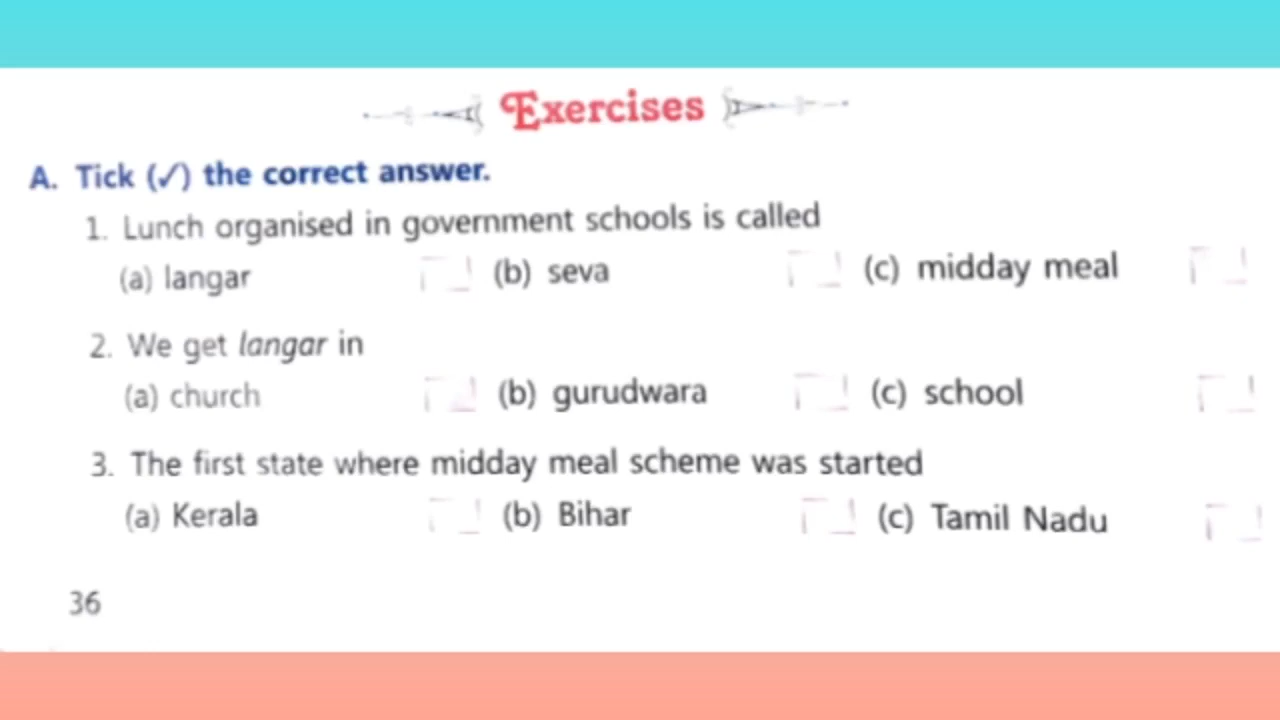 Exercises
A. Tick (✓) the correct answer.
1. Lunch organised in government schools is called
(a) langar (b) seva (c) midday meal
2. We get langar in
(a) church (b) gurudwara (c) school
3. The first state where midday meal scheme was started
(a) Kerala (b) Bihar (c) Tamil Nadu
36